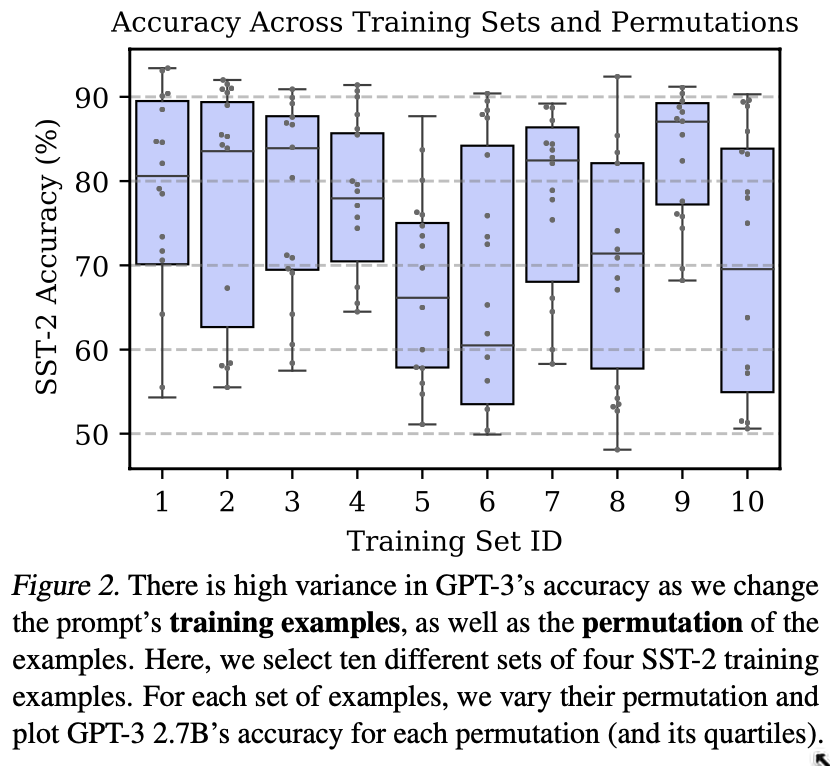 Accuracy Across Training Sets and Permutations
SST-2 Accuracy (%)
90
80
70
60
50
1 2 3 4 5 6 7 8 9 10
Training Set ID
Figure 2. There is high variance in GPT-3’s accuracy as we change
the prompt’s training examples, as well as the permutation of the
examples. Here, we select ten different sets of four SST-2 training
examples. For each set of examples, we vary their permutation and
plot GPT-3 2.7B’s accuracy for each permutation (and its quartiles).